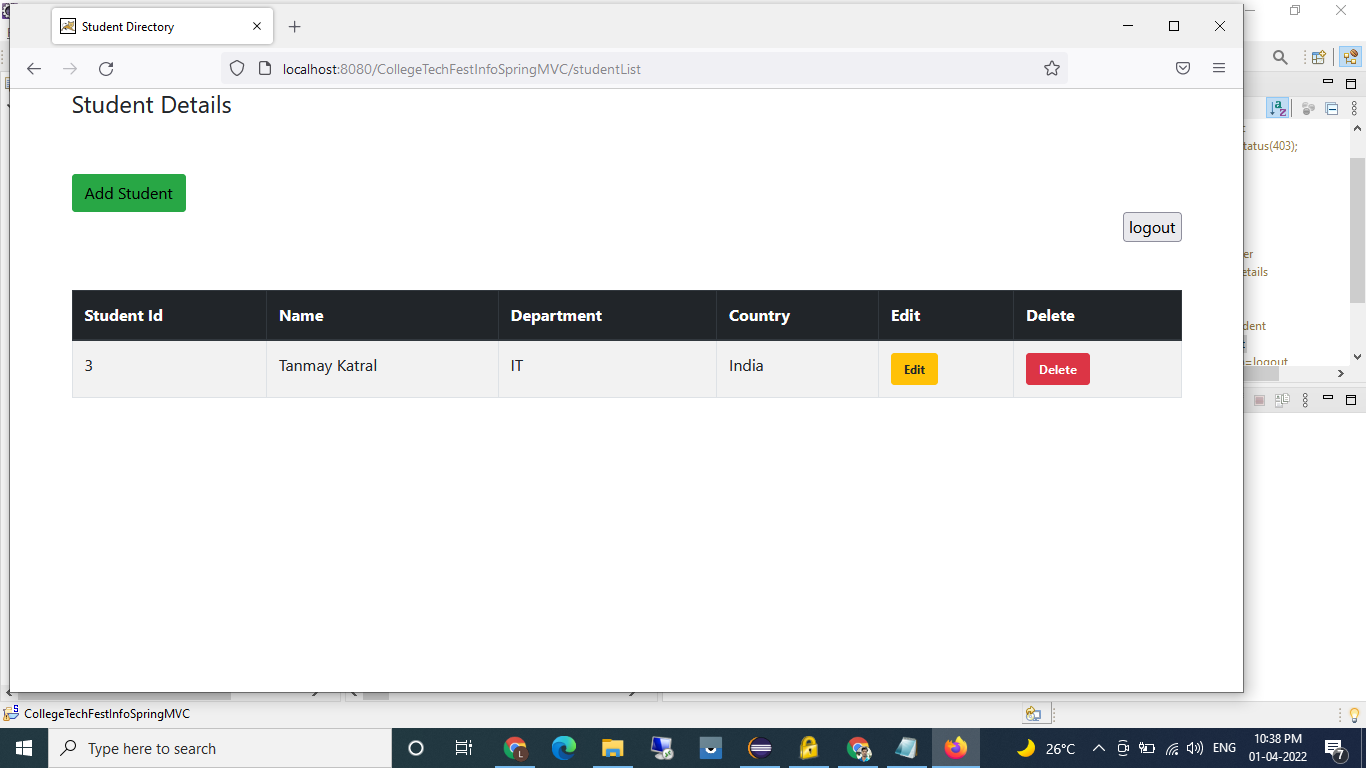 Student Directory
localhost:8080/CollegeTechFestInfoSpringMVC/studentList
Student Details
Add Student
logout
Student Id Name Department Country Edit Delete
3 Tanmay Katral IT India Edit Delete
tatus(403);
er
etails
dent
=logout
CollegeTechFestInfoSpringMVC
Type here to search
26°C
ENG
10:38 PM
01-04-2022
7